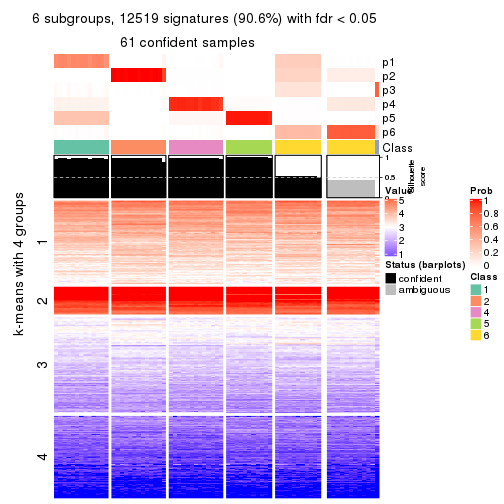 6 subgroups, 12519 signatures (90.6%) with fdr < 0.05
61 confident samples
p1
p2
p3
p4
p5
p6
Class
1
0.5
0
Silhouette
score
k-means with 4 groups
1
2
3
4
Value
5
4
3
2
1
Status (barplots)
confident
ambiguous
Prob
1
0.8
0.6
0.4
0.2
0
Class
1
2
4
5
6